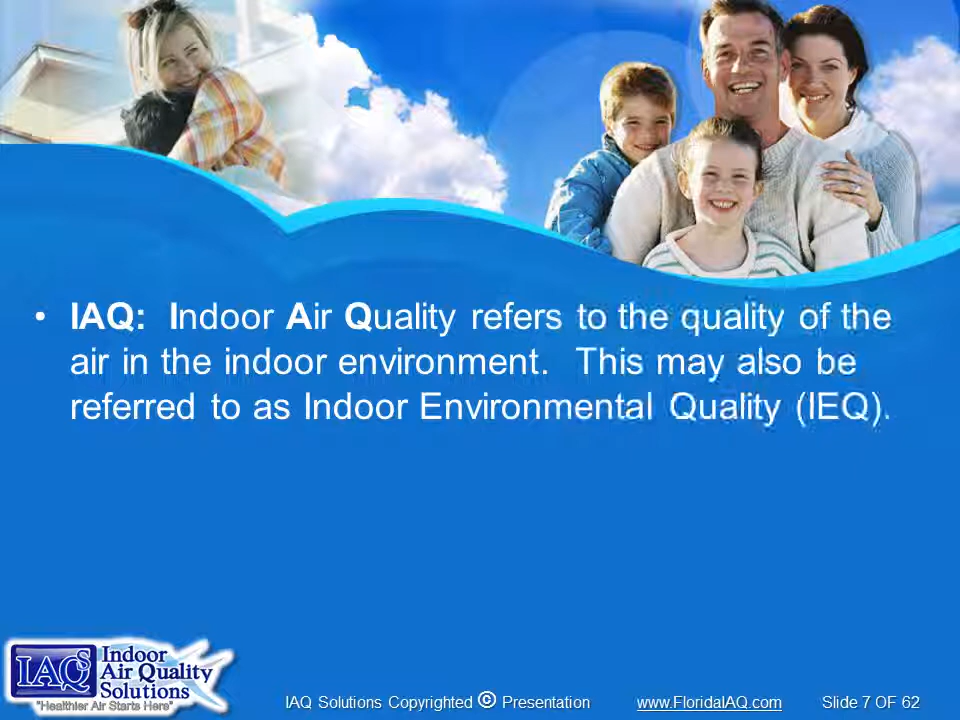 • IAQ: Indoor Air Quality refers to the quality of the
air in the indoor environment. This may also be
referred to as Indoor Environmental Quality (IEQ).
IAQS Indoor
Air Quality
Solutions
"Healthier Air Starts Here"
IAQ Solutions Copyrighted © Presentation www.FloridaIAQ.com Slide 7 OF 62